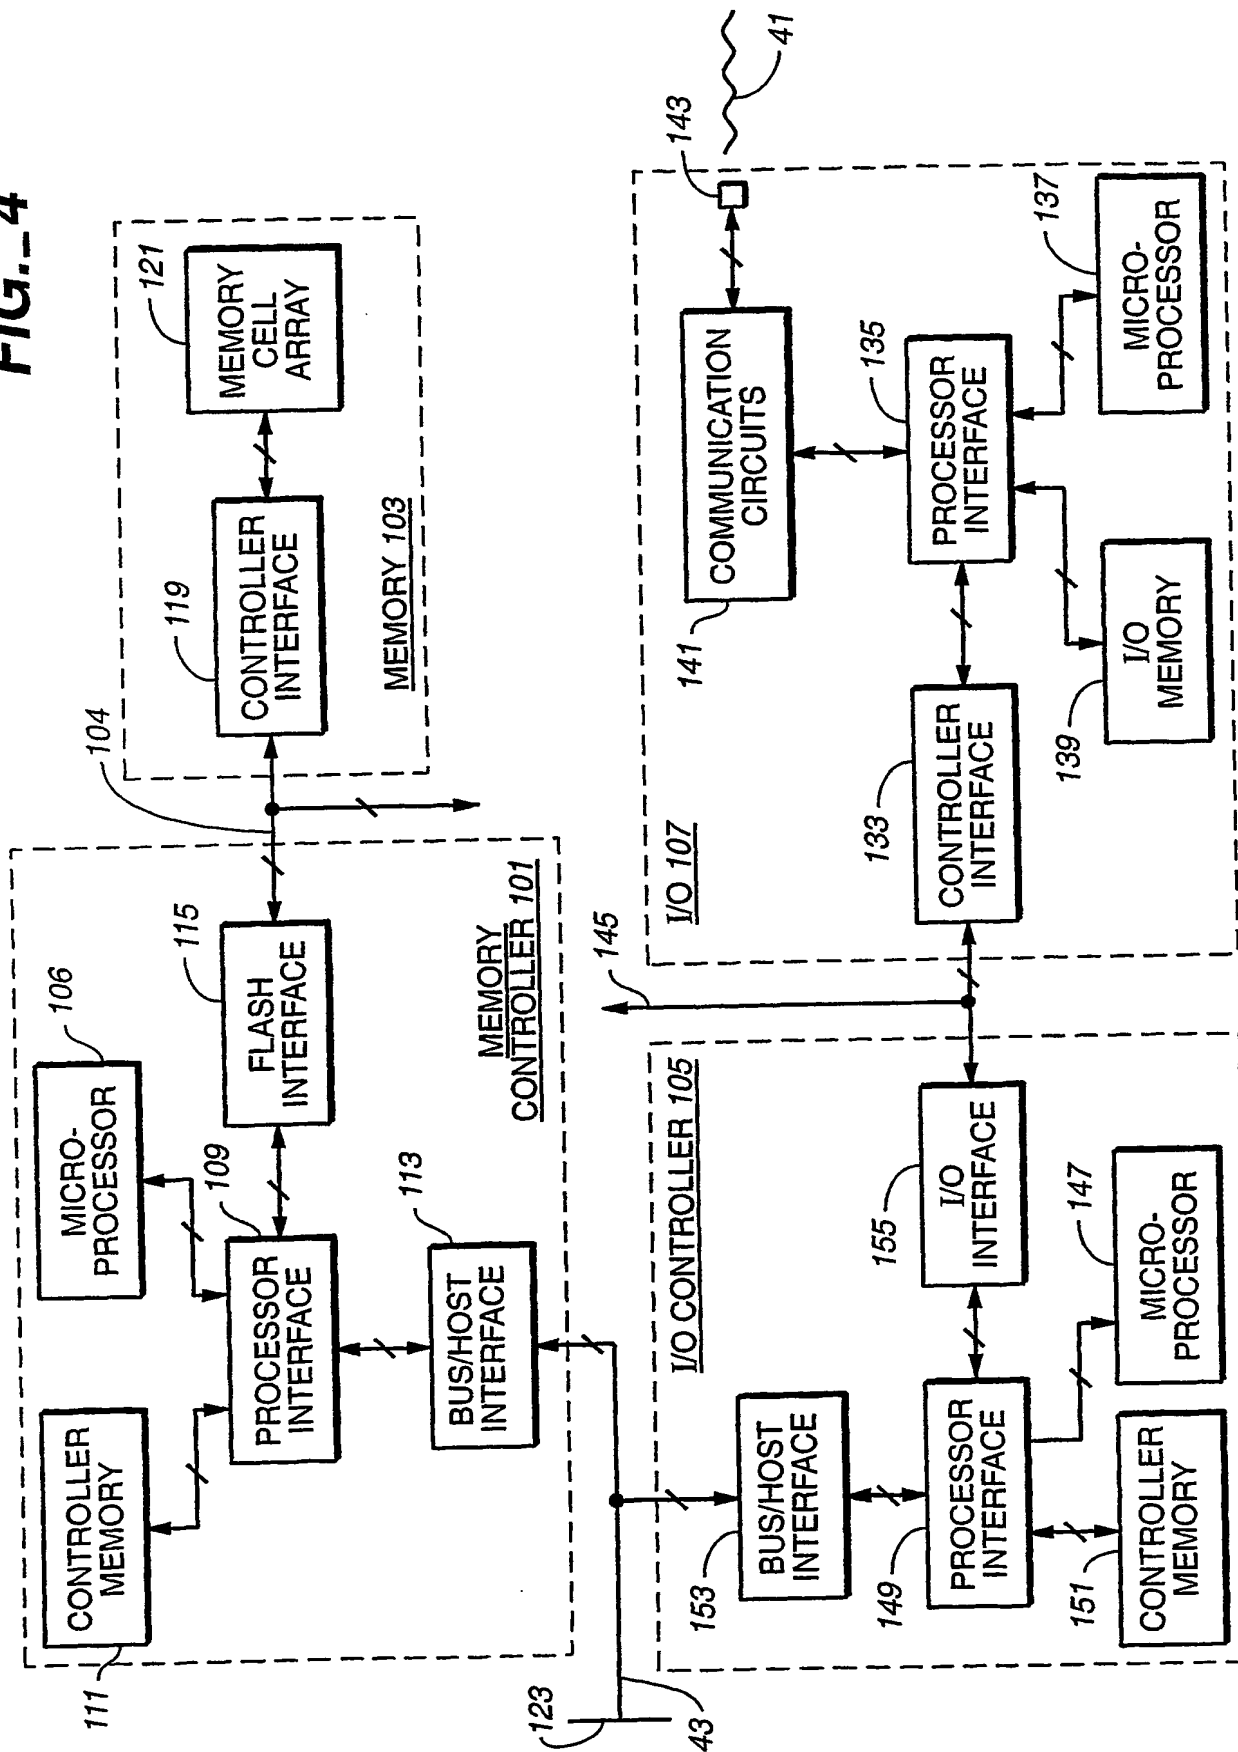 FIG._4
111
CONTROLLER
MEMORY
106
MICRO-
PROCESSOR
109
PROCESSOR
INTERFACE
115
FLASH
INTERFACE
113
BUS/HOST
INTERFACE
MEMORY
CONTROLLER 101
104
119
CONTROLLER
INTERFACE
121
MEMORY
CELL
ARRAY
MEMORY 103
123
43
I/O CONTROLLER 105
153
BUS/HOST
INTERFACE
149
PROCESSOR
INTERFACE
155
I/O
INTERFACE
151
CONTROLLER
MEMORY
147
MICRO-
PROCESSOR
145
I/O 107
133
CONTROLLER
INTERFACE
141
COMMUNICATION
CIRCUITS
143
41
135
PROCESSOR
INTERFACE
139
I/O
MEMORY
137
MICRO-
PROCESSOR